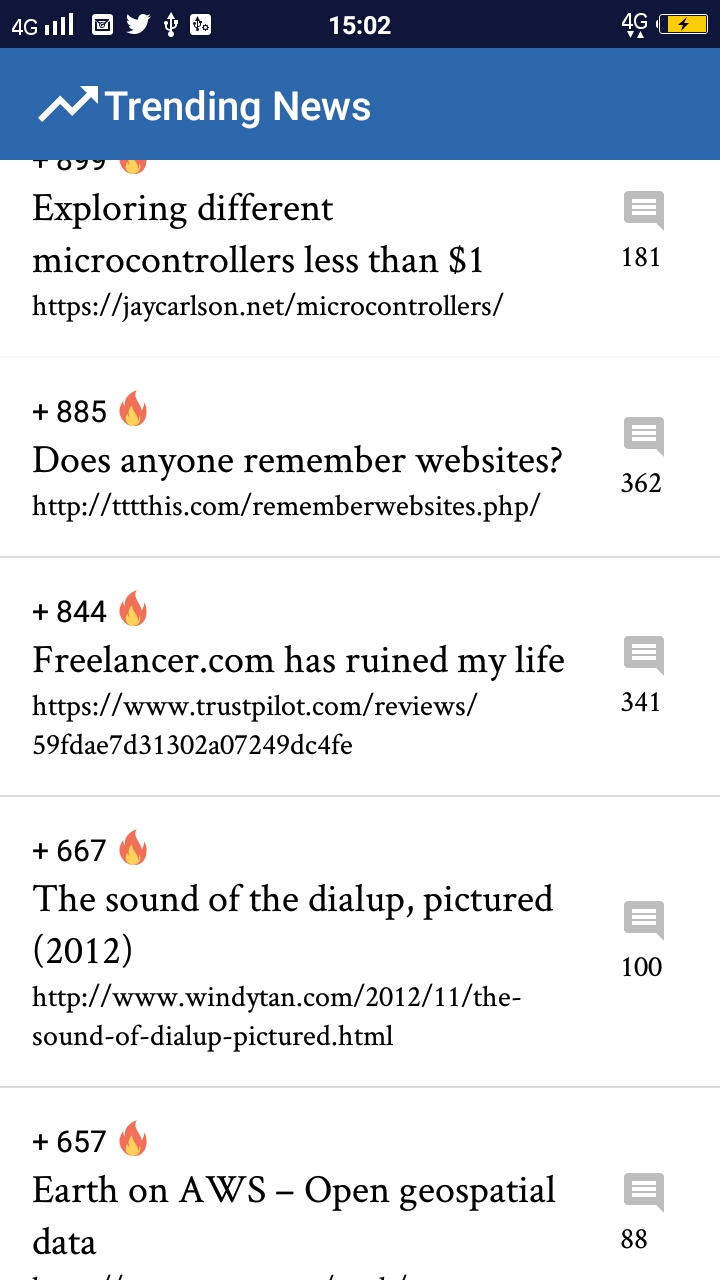 4G 15:02 4G
Trending News
+ 899
Exploring different
microcontrollers less than $1
https://jaycarlson.net/microcontrollers/
181
+ 885
Does anyone remember websites?
http://tttthis.com/rememberwebsites.php/
362
+ 844
Freelancer.com has ruined my life
https://www.trustpilot.com/reviews/
59fdae7d31302a07249dc4fe
341
+ 667
The sound of the dialup, pictured
(2012)
http://www.windytan.com/2012/11/the-
sound-of-dialup-pictured.html
100
+ 657
Earth on AWS – Open geospatial
data
88